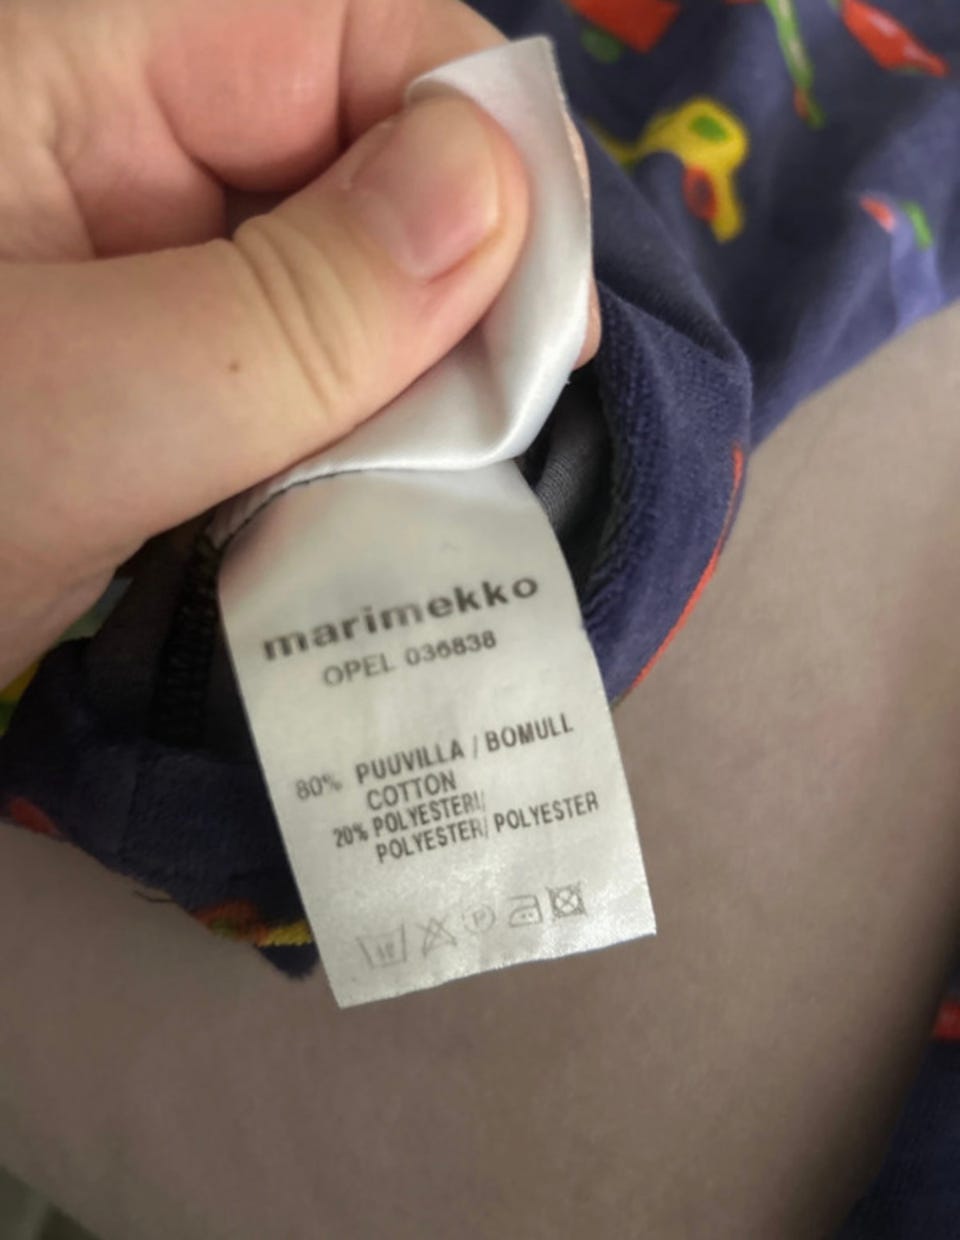 marimekko
OPEL 036838
80% PUUVILLA / BOMULL
COTTON
20% POLYESTERI/
POLYESTER/ POLYESTER
P